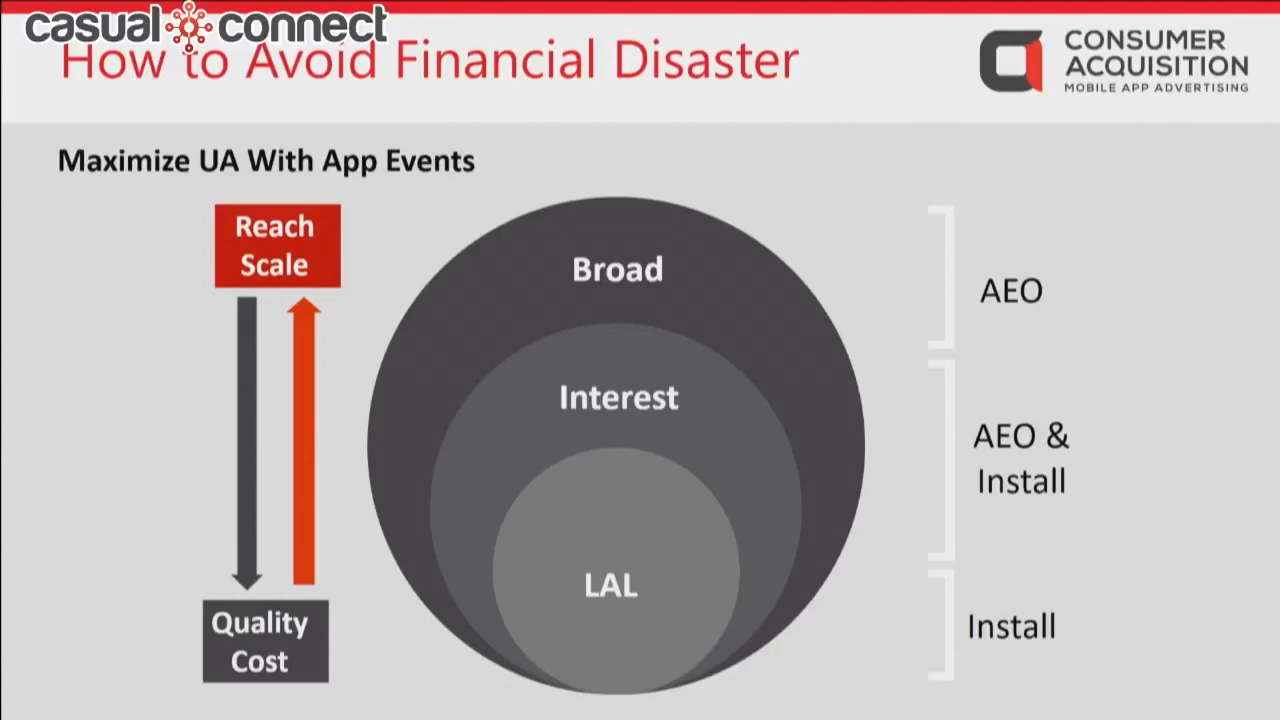 casual connect
How to Avoid Financial Disaster
CONSUMER
ACQUISITION
MOBILE APP ADVERTISING
Maximize UA With App Events
Reach
Scale
Broad
AEO
Interest
AEO &
Install
LAL
Install
Quality
Cost